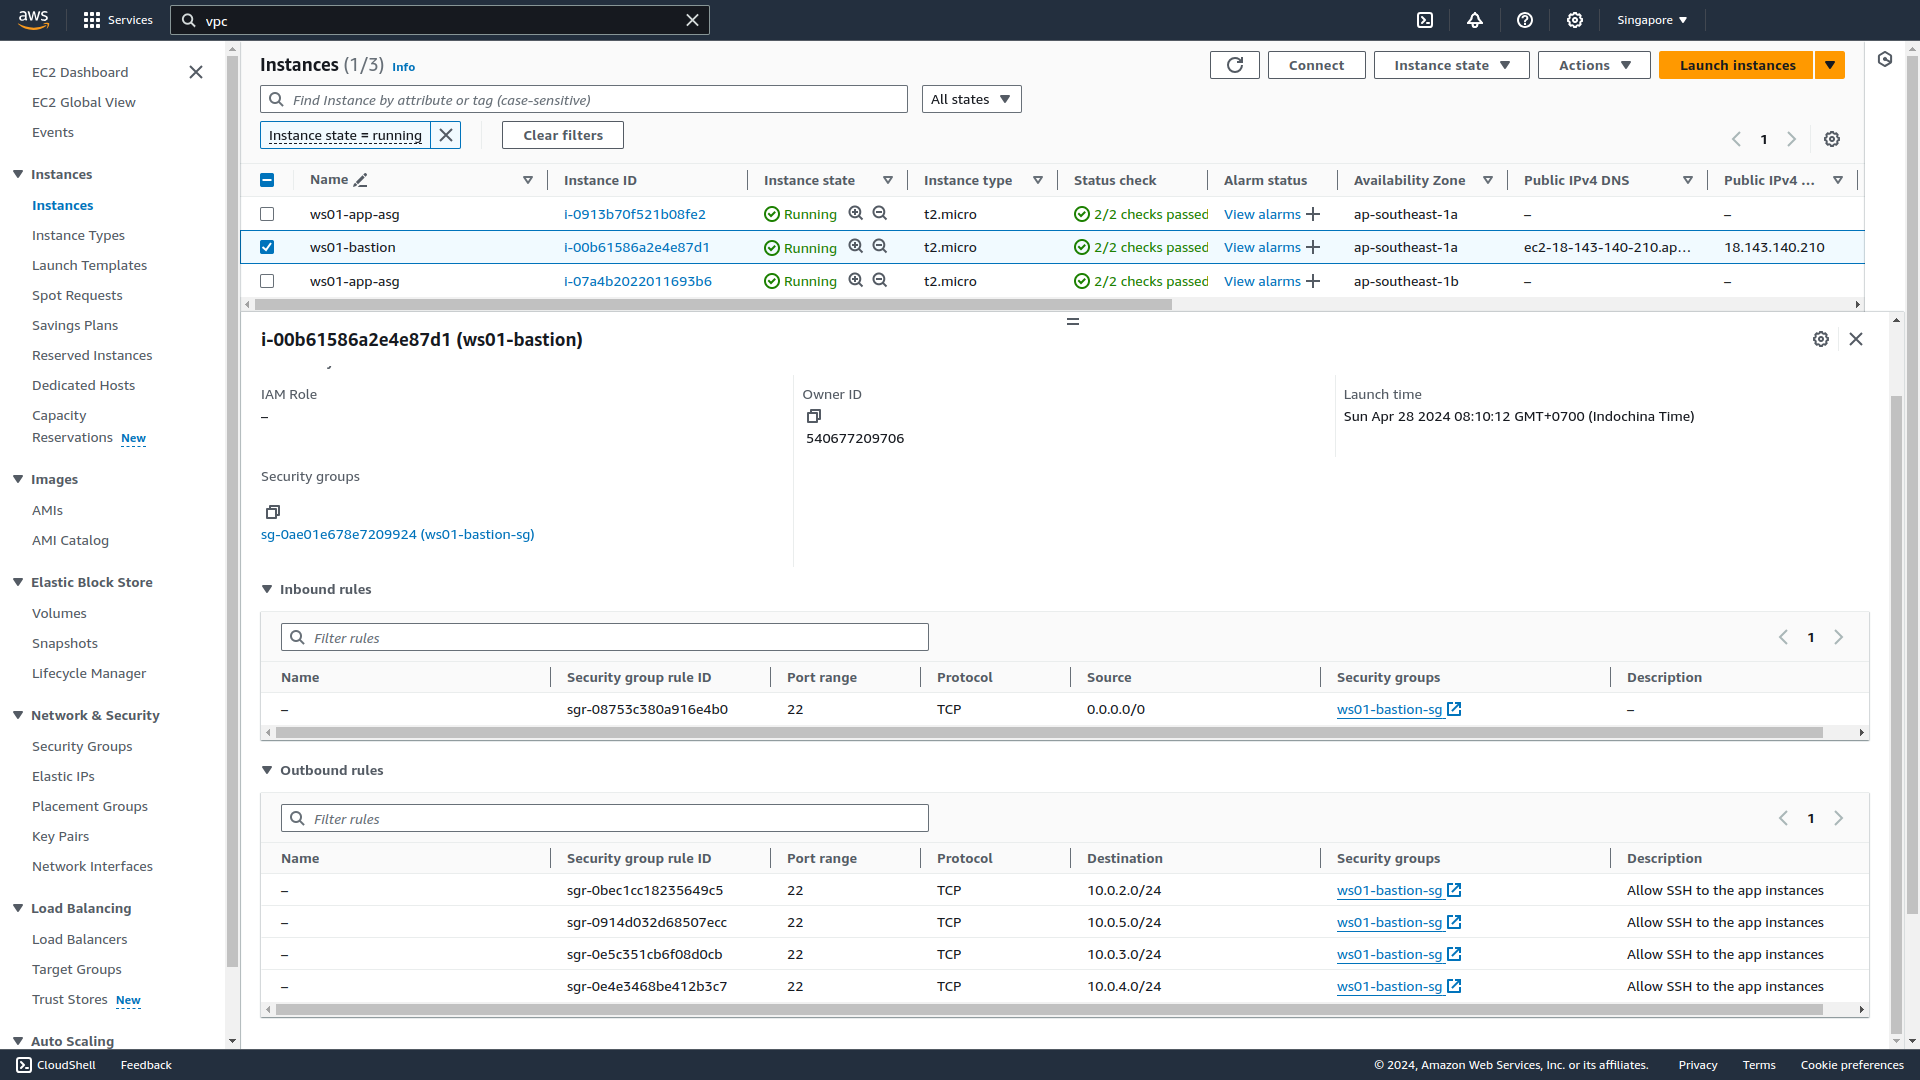 aws
Services
vpc
Singapore
EC2 Dashboard
EC2 Global View
Events
Instances
Instances
Instance Types
Launch Templates
Spot Requests
Savings Plans
Reserved Instances
Dedicated Hosts
Capacity
Reservations New
Images
AMIs
AMI Catalog
Elastic Block Store
Volumes
Snapshots
Lifecycle Manager
Network & Security
Security Groups
Elastic IPs
Placement Groups
Key Pairs
Network Interfaces
Load Balancing
Load Balancers
Target Groups
Trust Stores New
Auto Scaling
Instances (1/3) Info
Connect
Instance state
Actions
Launch instances
Find Instance by attribute or tag (case-sensitive)
All states
Instance state = running
Clear filters
1
Name Instance ID Instance state Instance type Status check Alarm status Availability Zone Public IPv4 DNS Public IPv4 ...
ws01-app-asg i-0913b70f521b08fe2 Running t2.micro 2/2 checks passed View alarms + ap-southeast-1a – –
ws01-bastion i-00b61586a2e4e87d1 Running t2.micro 2/2 checks passed View alarms + ap-southeast-1a ec2-18-143-140-210.ap... 18.143.140.210
ws01-app-asg i-07a4b2022011693b6 Running t2.micro 2/2 checks passed View alarms + ap-southeast-1b – –
i-00b61586a2e4e87d1 (ws01-bastion)
IAM Role
–
Owner ID
540677209706
Launch time
Sun Apr 28 2024 08:10:12 GMT+0700 (Indochina Time)
Security groups
sg-0ae01e678e7209924 (ws01-bastion-sg)
Inbound rules
Filter rules
1
Name Security group rule ID Port range Protocol Source Security groups Description
– sgr-08753c380a916e4b0 22 TCP 0.0.0.0/0 ws01-bastion-sg –
Outbound rules
Filter rules
1
Name Security group rule ID Port range Protocol Destination Security groups Description
– sgr-0bec1cc18235649c5 22 TCP 10.0.2.0/24 ws01-bastion-sg Allow SSH to the app instances
– sgr-0914d032d68507ecc 22 TCP 10.0.5.0/24 ws01-bastion-sg Allow SSH to the app instances
– sgr-0e5c351cb6f08d0cb 22 TCP 10.0.3.0/24 ws01-bastion-sg Allow SSH to the app instances
– sgr-0e4e3468be412b3c7 22 TCP 10.0.4.0/24 ws01-bastion-sg Allow SSH to the app instances
CloudShell
Feedback
© 2024, Amazon Web Services, Inc. or its affiliates.
Privacy
Terms
Cookie preferences